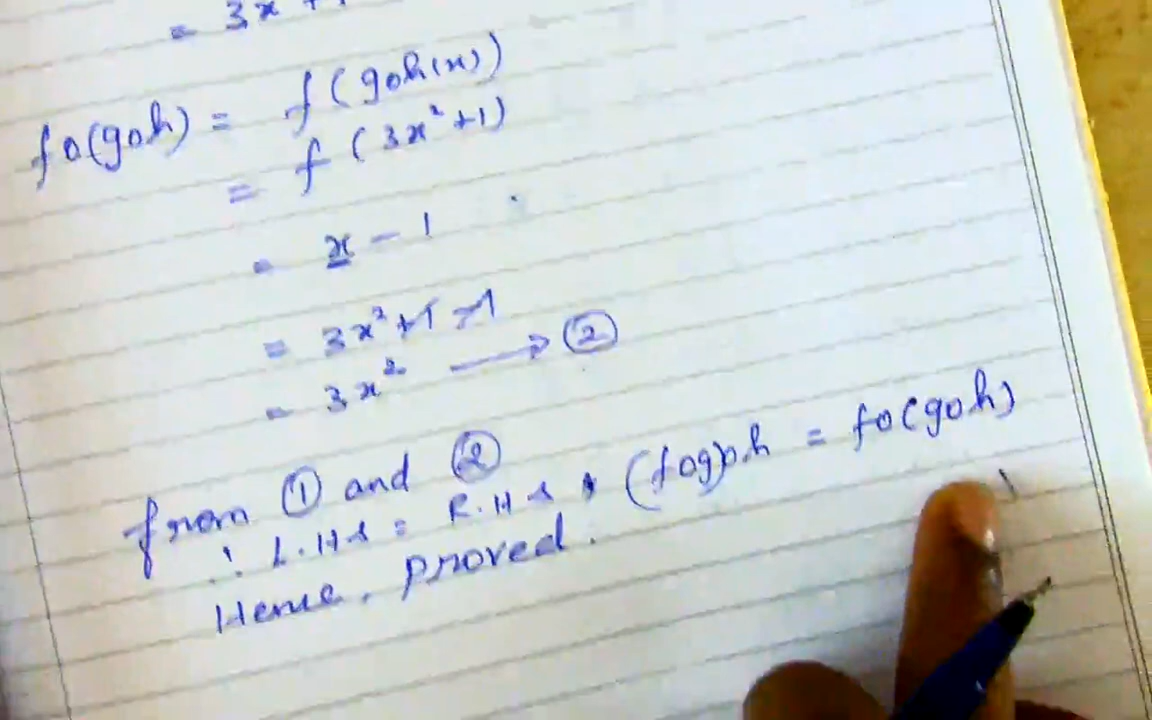 = 3x +
fo(goh) = f(goh(x))
= f(3x²+1)
= x - 1
= 3x²+1-1
= 3x² → ②
from ① and ②
∴ L.H.S = R.H.S, (fog)oh = fo(goh)
Hence, proved.